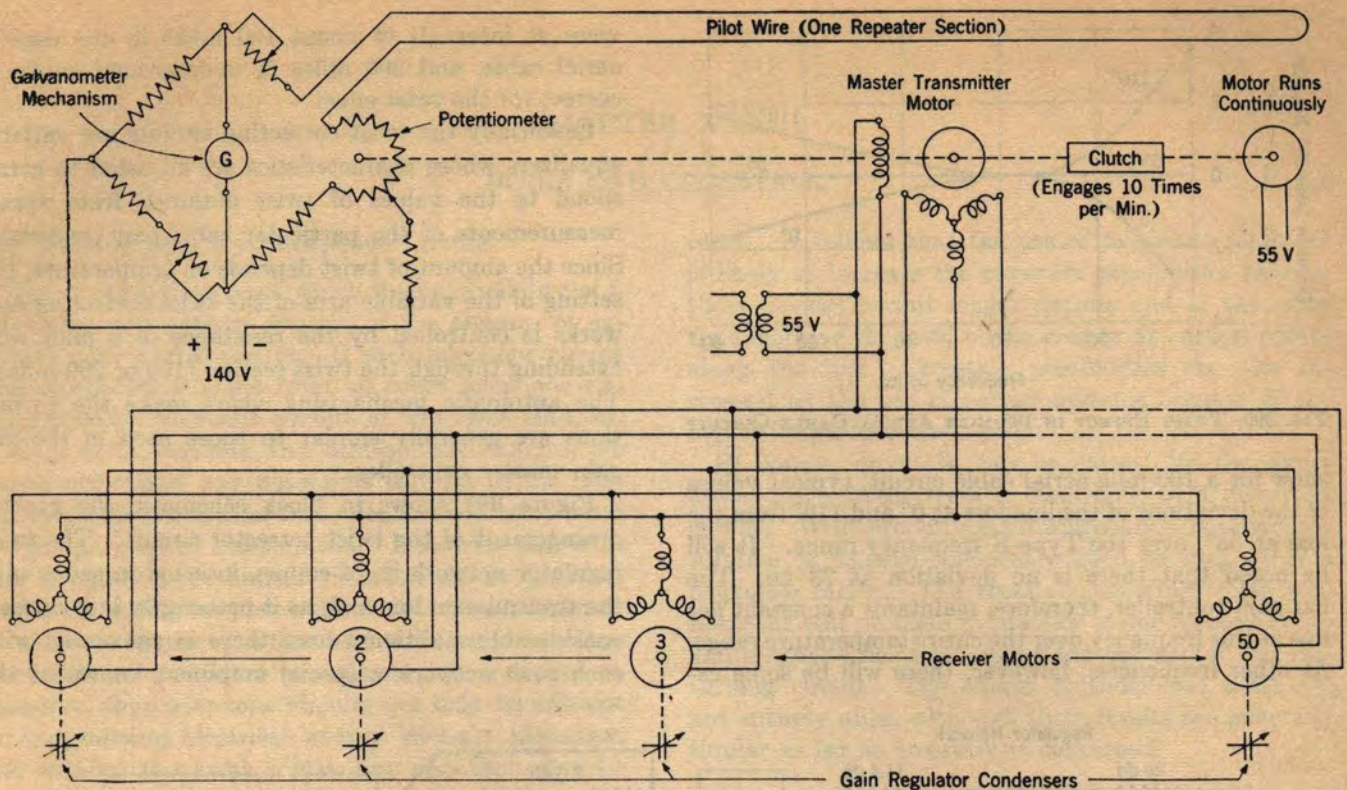 Pilot Wire (One Repeater Section)
Galvanometer
Mechanism
Master Transmitter
Motor
Motor Runs
Continuously
Potentiometer
G
Clutch
(Engages 10 Times
per Min.)
55 V
55 V
+ −
140 V
1
2
3
Receiver Motors
50
Gain Regulator Condensers